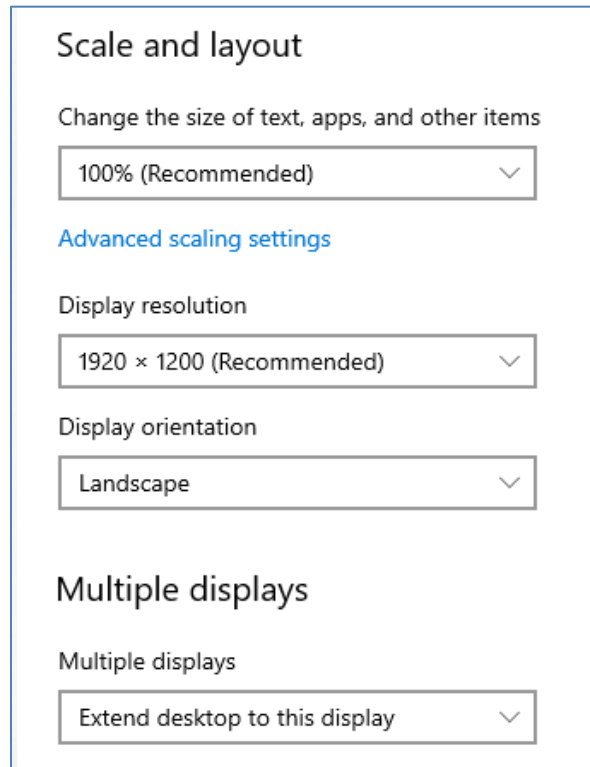 Scale and layout
Change the size of text, apps, and other items
100% (Recommended)
Advanced scaling settings
Display resolution
1920 × 1200 (Recommended)
Display orientation
Landscape
Multiple displays
Multiple displays
Extend desktop to this display